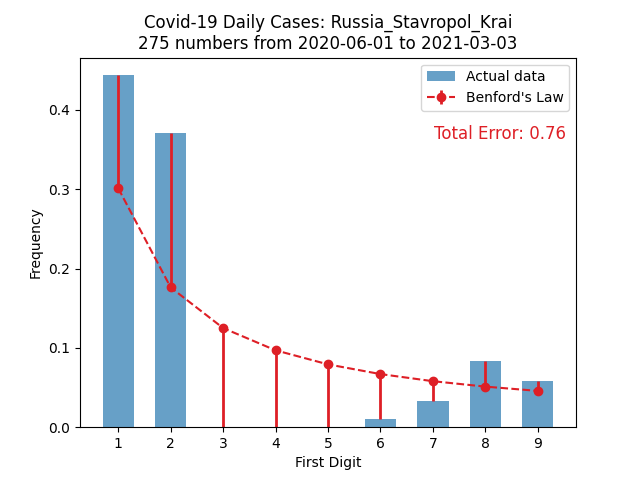 Covid-19 Daily Cases: Russia_Stavropol_Krai
275 numbers from 2020-06-01 to 2021-03-03
Actual data
Benford's Law
Total Error: 0.76
Frequency
0.4
0.3
0.2
0.1
0.0
1 2 3 4 5 6 7 8 9
First Digit